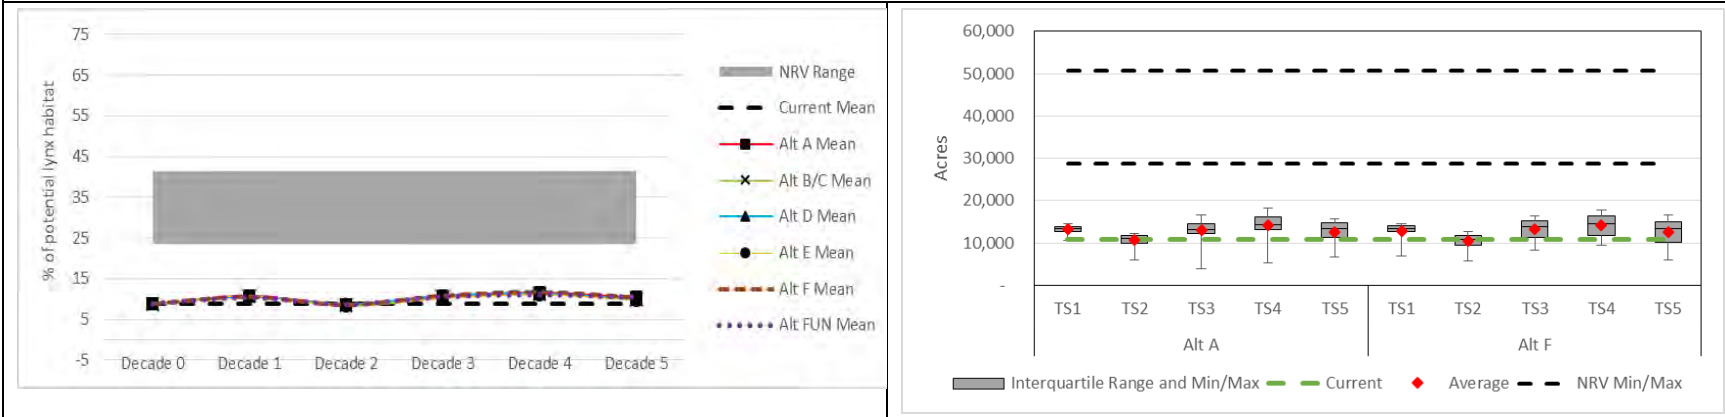 75
65
55
45
35
25
15
5
-5
% of potential lynx habitat
Decade 0 Decade 1 Decade 2 Decade 3 Decade 4 Decade 5
NRV Range
Current Mean
Alt A Mean
Alt B/C Mean
Alt D Mean
Alt E Mean
Alt F Mean
Alt FUN Mean
60,000
50,000
40,000
30,000
20,000
10,000
-
Acres
TS1 TS2 TS3 TS4 TS5 TS1 TS2 TS3 TS4 TS5
Alt A Alt F
Interquartile Range and Min/Max Current Average NRV Min/Max